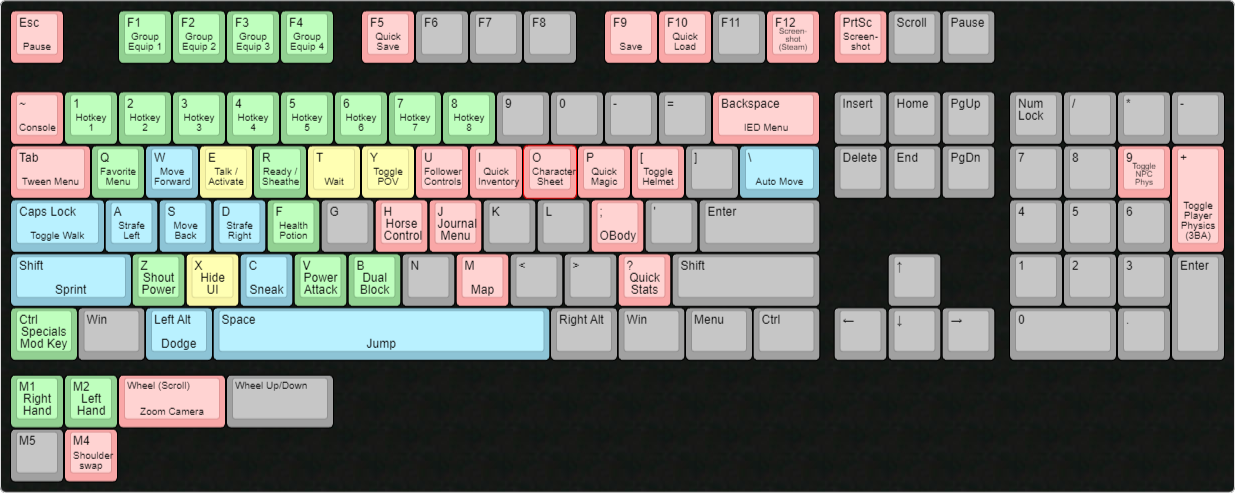 Esc F1 F2 F3 F4 F5 F6 F7 F8 F9 F10 F11 F12 PrtSc Scroll Pause
Pause Group Equip 1 Group Equip 2 Group Equip 3 Group Equip 4 Quick Save Save Quick Load Screen-shot (Steam) Screen-shot
~ 1 2 3 4 5 6 7 8 9 0 - = Backspace Insert Home PgUp Num Lock / * -
Console Hotkey 1 Hotkey 2 Hotkey 3 Hotkey 4 Hotkey 5 Hotkey 6 Hotkey 7 Hotkey 8 IED Menu
Tab Q W E R T Y U I O P [ ] \ Delete End PgDn 7 8 9 +
Tween Menu Favorite Menu Move Forward Talk / Activate Ready / Sheathe Wait Toggle POV Follower Controls Quick Inventory Character Sheet Quick Magic Toggle Helmet Auto Move Toggle NPC Phys Toggle Player Physics (3BA)
Caps Lock A S D F G H J K L ; ' Enter 4 5 6
Toggle Walk Strafe Left Move Back Strafe Right Health Potion Horse Control Journal Menu OBody
Shift Z X C V B N M < > ? Shift ↑ 1 2 3 Enter
Sprint Shout Power Hide UI Sneak Power Attack Dual Block Map Quick Stats
Ctrl Win Left Alt Space Right Alt Win Menu Ctrl ← ↓ → 0 .
Specials Mod Key Dodge Jump
M1 M2 Wheel (Scroll) Wheel Up/Down
Right Hand Left Hand Zoom Camera
M5 M4
Shoulder swap